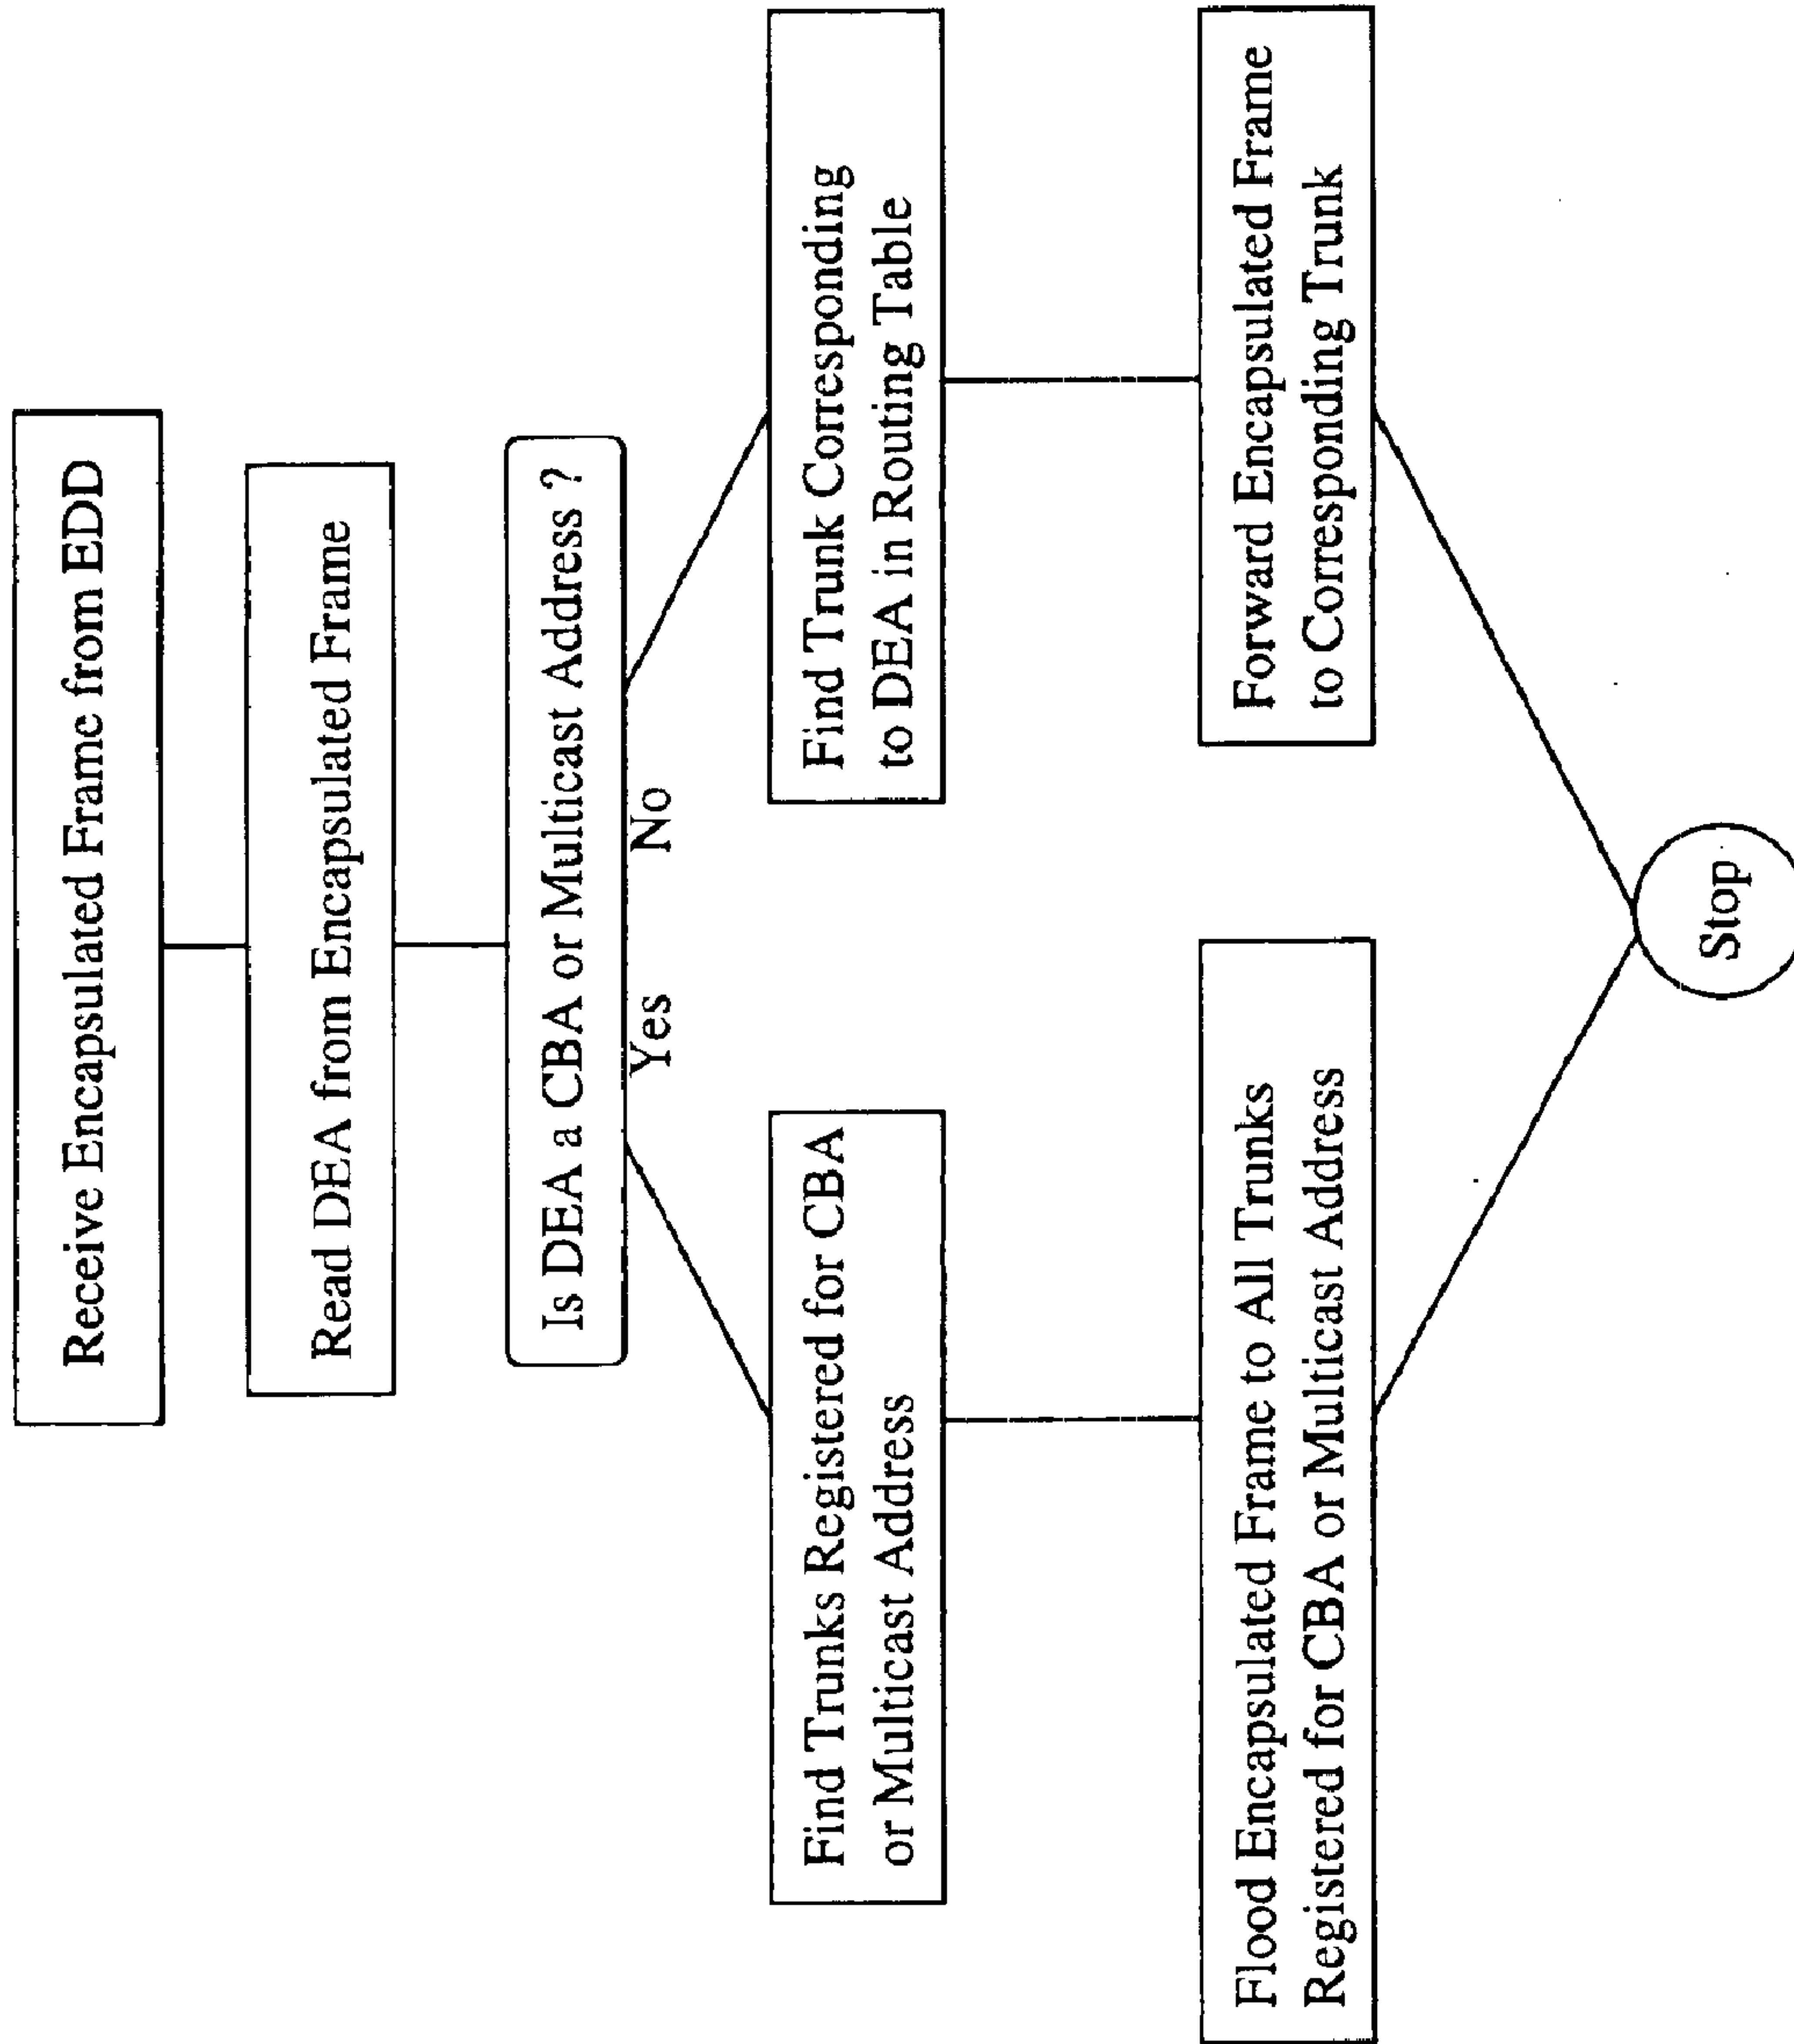 Receive Encapsulated Frame from EDD
Read DEA from Encapsulated Frame
Is DEA a CBA or Multicast Address ?
Yes
No
Find Trunks Registered for CBA
or Multicast Address
Find Trunk Corresponding
to DEA in Routing Table
Flood Encapsulated Frame to All Trunks
Registered for CBA or Multicast Address
Forward Encapsulated Frame
to Corresponding Trunk
Stop